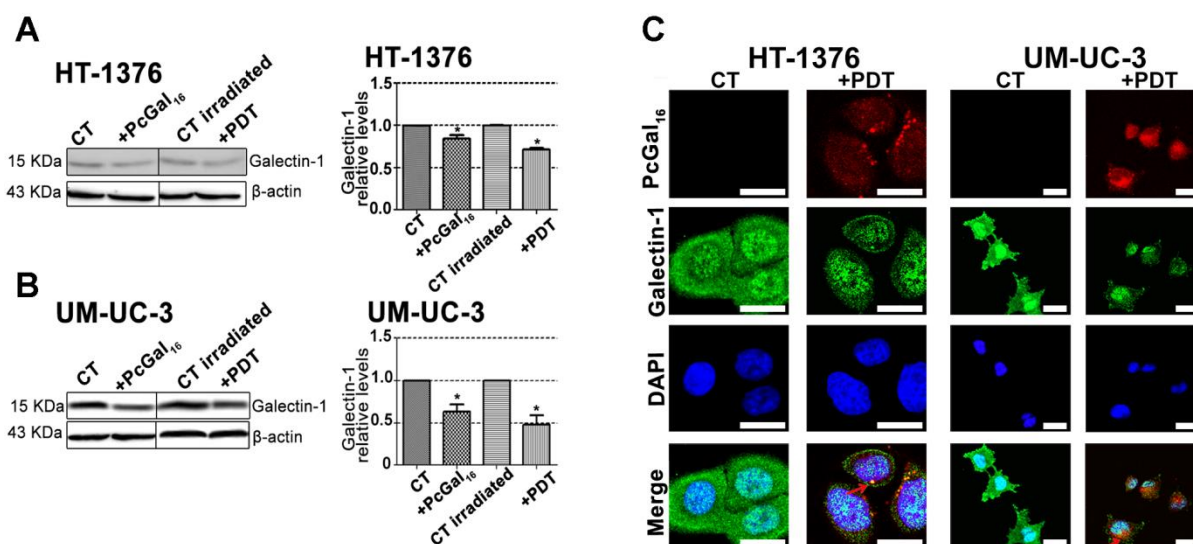 A
HT-1376
CT
+PcGal₁₆
CT irradiated
+PDT
15 KDa
Galectin-1
43 KDa
β-actin
HT-1376
Galectin-1
relative levels
1.5
1.0
0.5
0.0
CT
+PcGal₁₆
CT irradiated
+PDT
*
*
B
UM-UC-3
CT
+PcGal₁₆
CT irradiated
+PDT
15 KDa
Galectin-1
43 KDa
β-actin
UM-UC-3
Galectin-1
relative levels
1.5
1.0
0.5
0.0
CT
+PcGal₁₆
CT irradiated
+PDT
*
*
C
HT-1376
UM-UC-3
CT
+PDT
CT
+PDT
PcGal₁₆
Galectin-1
DAPI
Merge